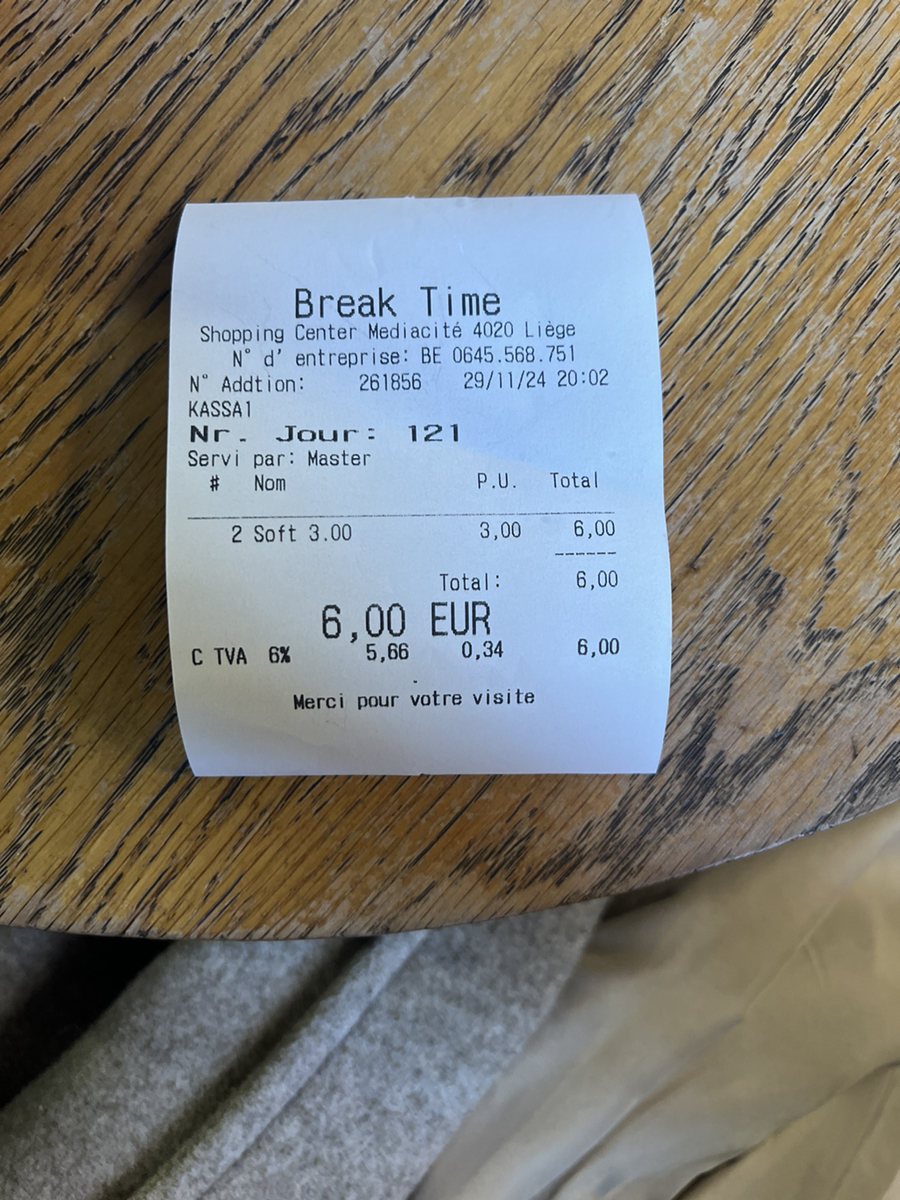 Break Time
Shopping Center Mediacité 4020 Liège
N° d' entreprise: BE 0645.568.751
N° Addtion: 261856 29/11/24 20:02
KASSA1
Nr. Jour: 121
Servi par: Master
# Nom P.U. Total
2 Soft 3.00 3,00 6,00
------
Total: 6,00
6,00 EUR
C TVA 6% 5,66 0,34 6,00
.
Merci pour votre visite